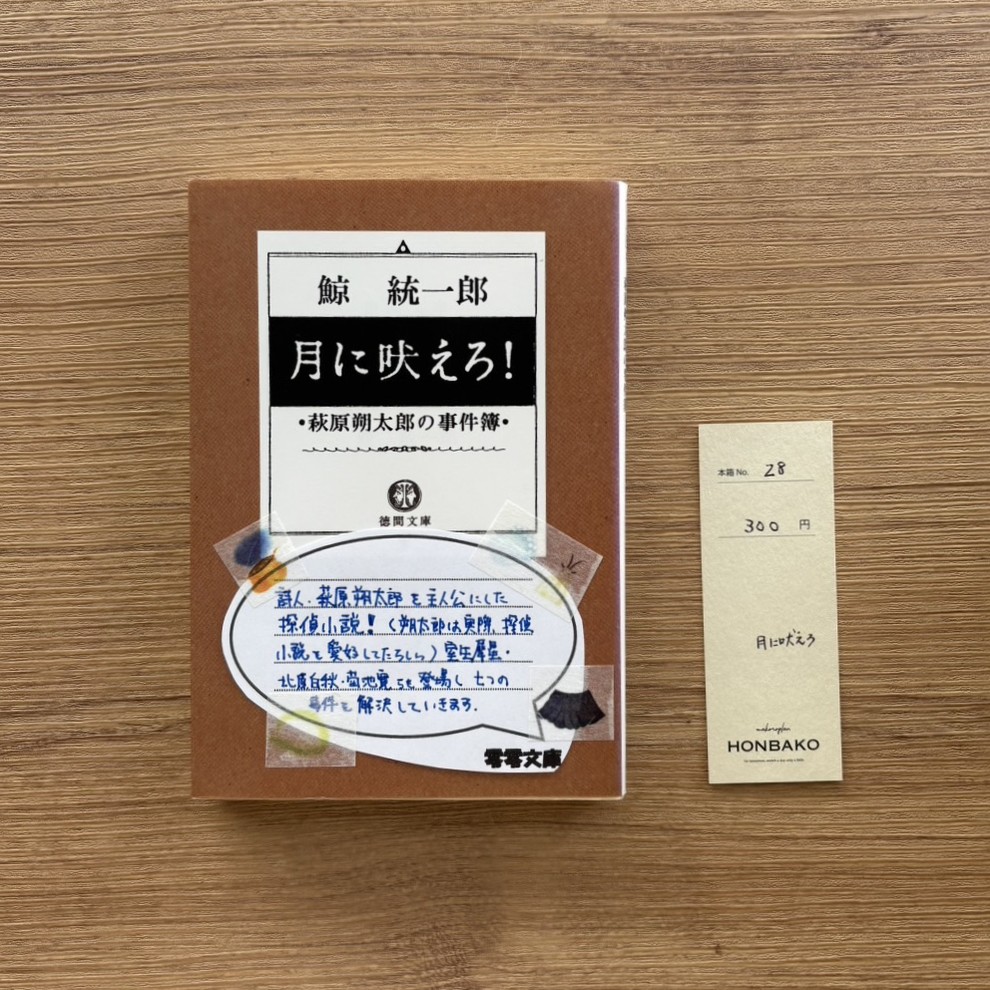 鯨 統一郎
月に吠えろ!
•萩原朔太郎の事件簿•
徳間文庫
詩人・萩原朔太郎を主人公にした
探偵小説!(朔太郎は実際、探偵
小説を愛好してたらしい)室生犀星・
北原白秋・菊池寛らも登場し七つの
事件を解決していきまる.
零零文庫
本箱 No. 28
300 円
月に吠えろ
HONBAKO